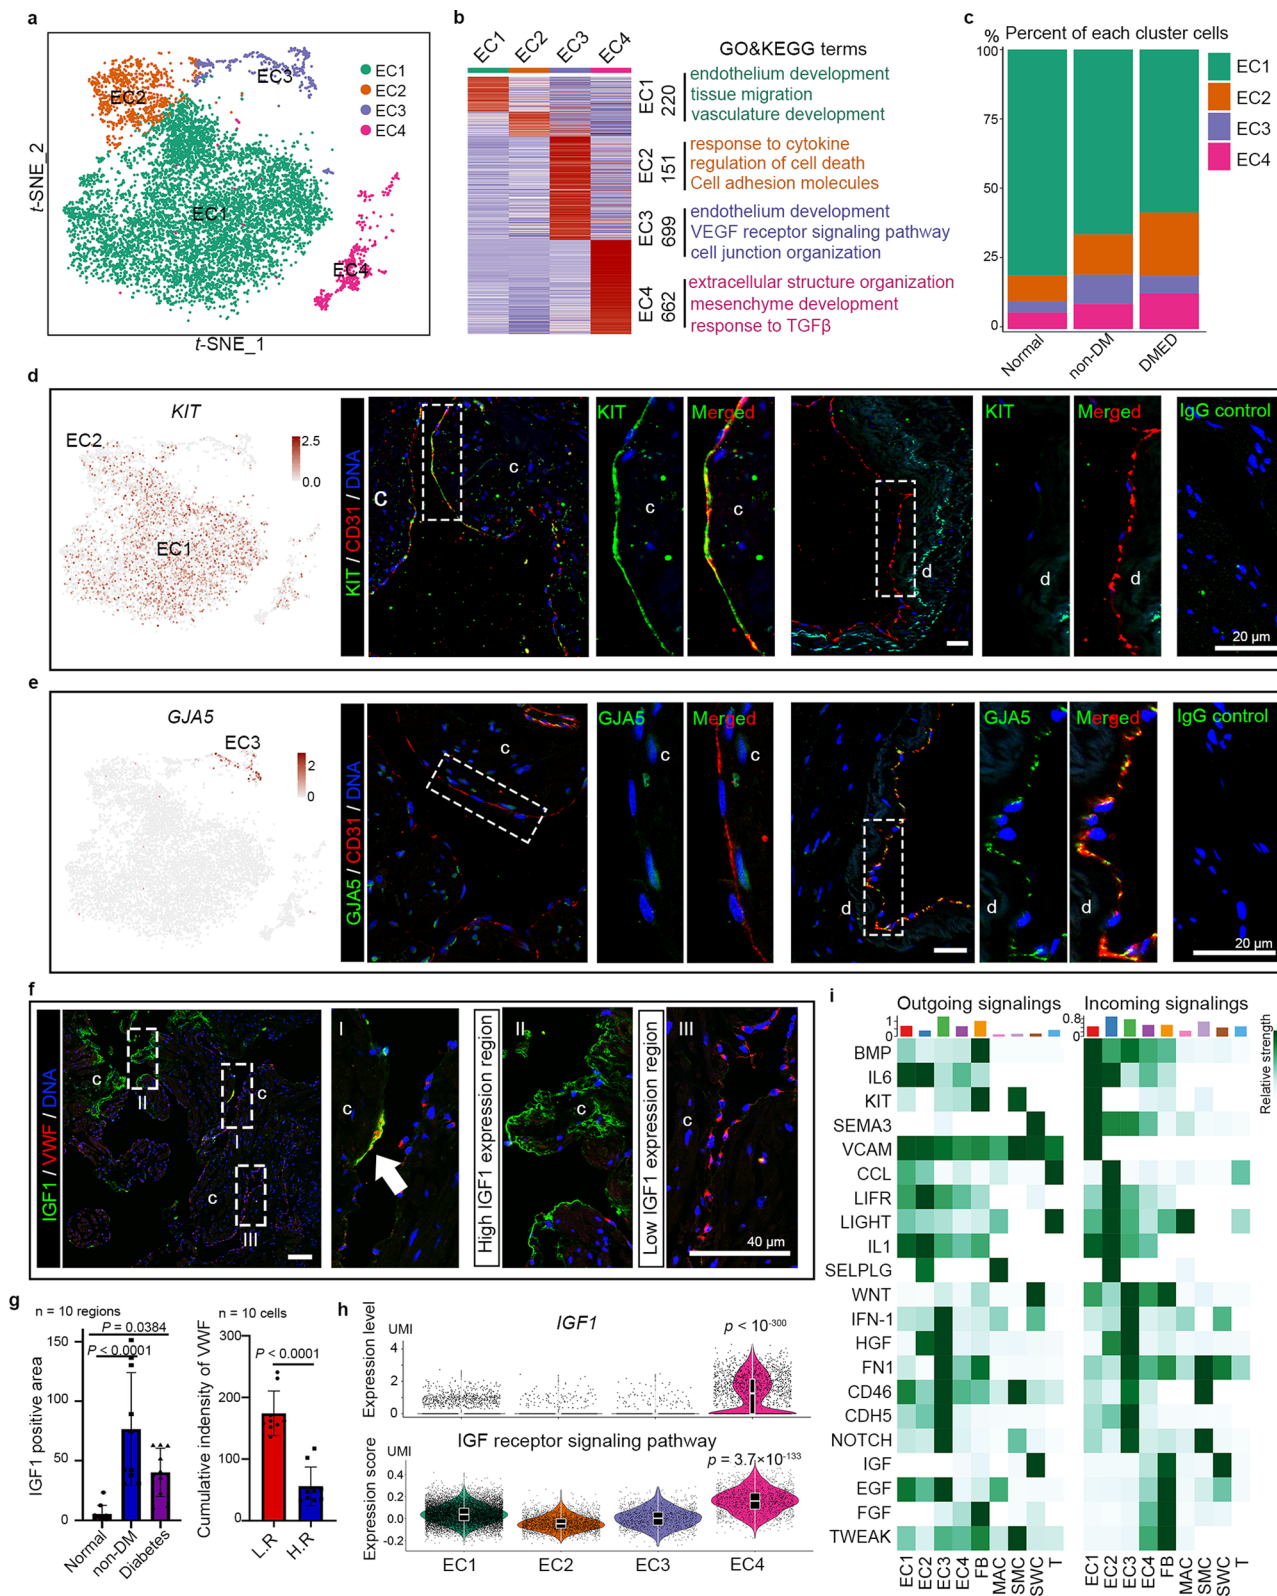 a
EC1
EC2
EC3
EC4
EC3
EC2
EC1
EC4
t-SNE_2
t-SNE_1
b
EC1
EC2
EC3
EC4
GO&KEGG terms
EC1
220
endothelium development
tissue migration
vasculature development
EC2
151
response to cytokine
regulation of cell death
Cell adhesion molecules
EC3
699
endothelium development
VEGF receptor signaling pathway
cell junction organization
EC4
662
extracellular structure organization
mesenchyme development
response to TGFβ
c
% Percent of each cluster cells
100
75
50
25
0
Normal
non-DM
DMED
EC1
EC2
EC3
EC4
d
KIT
EC2
EC1
2.5
0.0
KIT / CD31 / DNA
C
c
KIT
c
Merged
c
d
KIT
d
Merged
d
IgG control
20 µm
e
GJA5
EC3
2
0
GJA5 / CD31 / DNA
c
GJA5
c
Merged
c
d
GJA5
d
Merged
d
IgG control
20 µm
f
IGF1 / VWF / DNA
c
II
c
I
c
III
I
c
High IGF1 expression region
II
c
Low IGF1 expression region
III
c
40 µm
g
n = 10 regions
IGF1 positive area
150
100
50
0
P = 0.0384
P < 0.0001
Normal
non-DM
Diabetes
n = 10 cells
Cumulative indensity of VWF
300
200
100
0
P < 0.0001
L.R
H.R
h
IGF1
UMI
Expression level
4
3
2
1
0
p < 10-300
IGF receptor signaling pathway
UMI
Expression score
0.4
0.2
0.0
-0.2
p = 3.7×10-133
EC1
EC2
EC3
EC4
i
Outgoing signalings
Incoming signalings
1
0
0.8
0
Relative strength
BMP
IL6
KIT
SEMA3
VCAM
CCL
LIFR
LIGHT
IL1
SELPLG
WNT
IFN-1
HGF
FN1
CD46
CDH5
NOTCH
IGF
EGF
FGF
TWEAK
EC1
EC2
EC3
EC4
FB
MAC
SMC
SWC
T
EC1
EC2
EC3
EC4
FB
MAC
SMC
SWC
T